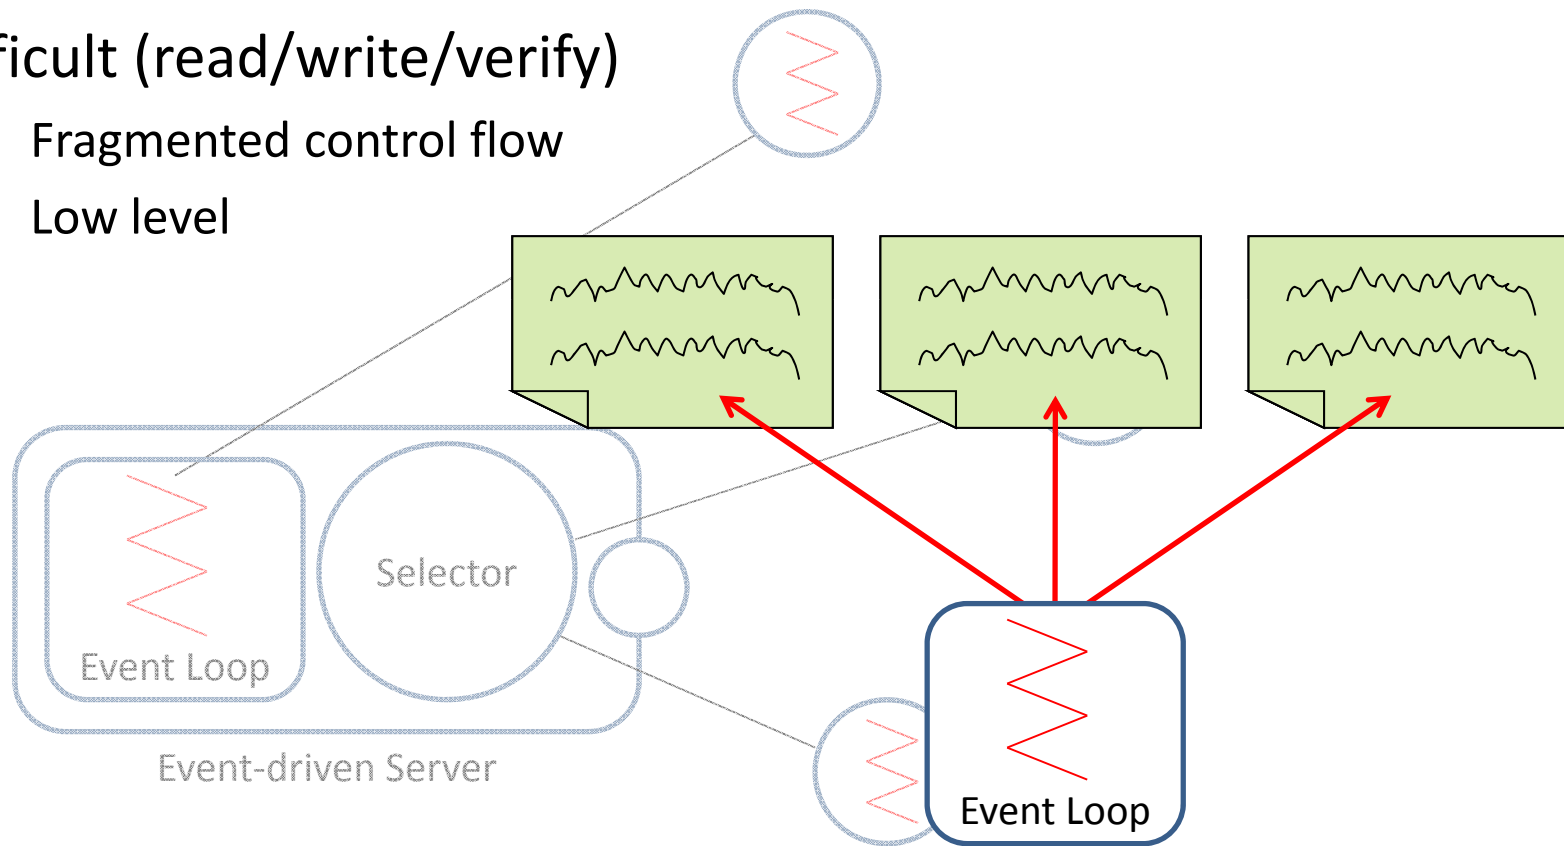 ficult (read/write/verify)
Fragmented control flow
Low level
Selector
Event Loop
Event-driven Server
Event Loop